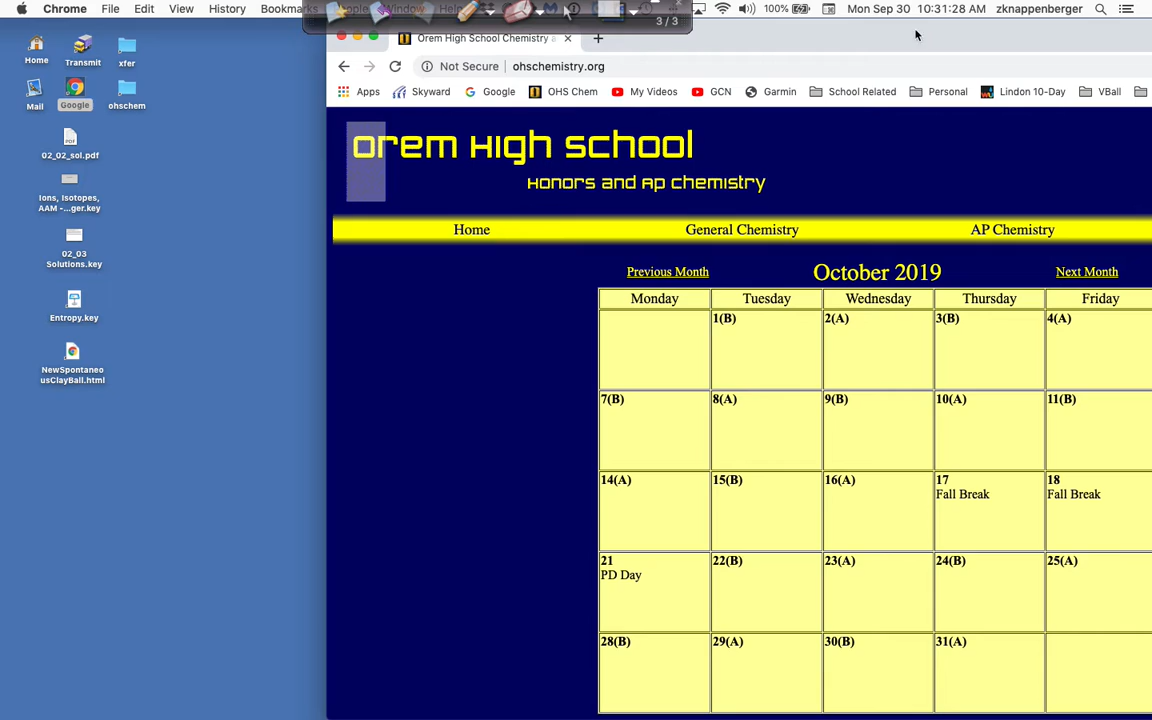 Chrome File Edit View History Bookmarks People Window Help 100% Mon Sep 30 10:31:28 AM zknappenberger
3 / 3
Home
Transmit
xfer
Mail
Google
ohschem
02_02_sol.pdf
Ions, Isotopes,
AM -...ger.key
02_03
Solutions.key
Entropy.key
NewSpontane
usClayBall.html
Orem High School Chemistry
Not Secure ohschemistry.org
Apps Skyward Google OHS Chem My Videos GCN Garmin School Related Personal Lindon 10-Day VBall
Orem High School
Honors and AP Chemistry
Home General Chemistry AP Chemistry
Previous Month October 2019 Next Month
Monday Tuesday Wednesday Thursday Friday
1(B) 2(A) 3(B) 4(A)
7(B) 8(A) 9(B) 10(A) 11(B)
14(A) 15(B) 16(A) 17 18
Fall Break Fall Break
21 22(B) 23(A) 24(B) 25(A)
PD Day
28(B) 29(A) 30(B) 31(A)